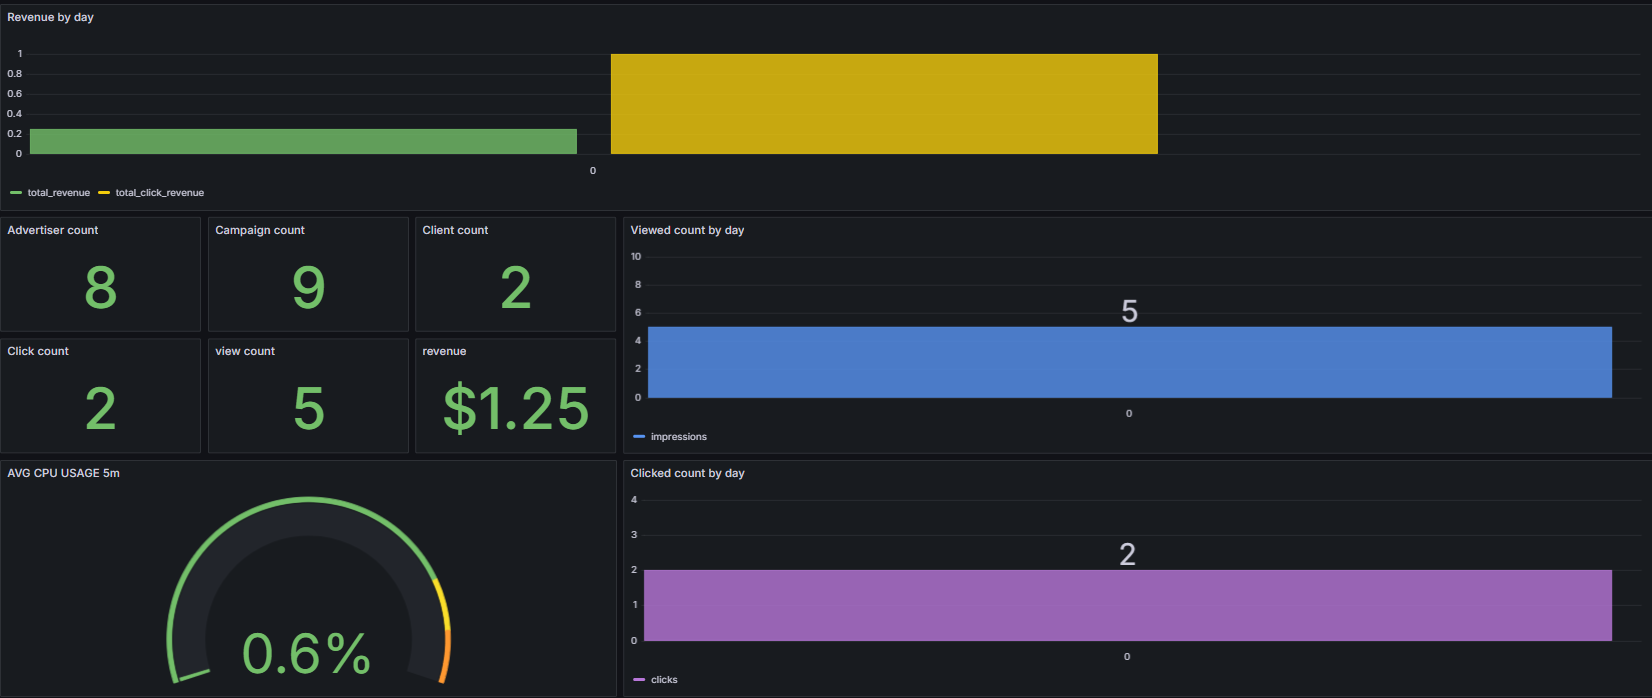 Revenue by day
1
0.8
0.6
0.4
0.2
0
0
total_revenue total_click_revenue
Advertiser count
8
Campaign count
9
Client count
2
Click count
2
view count
5
revenue
$1.25
Viewed count by day
10
8
6
4
2
0
5
0
impressions
AVG CPU USAGE 5m
0.6%
Clicked count by day
4
3
2
1
0
2
0
clicks